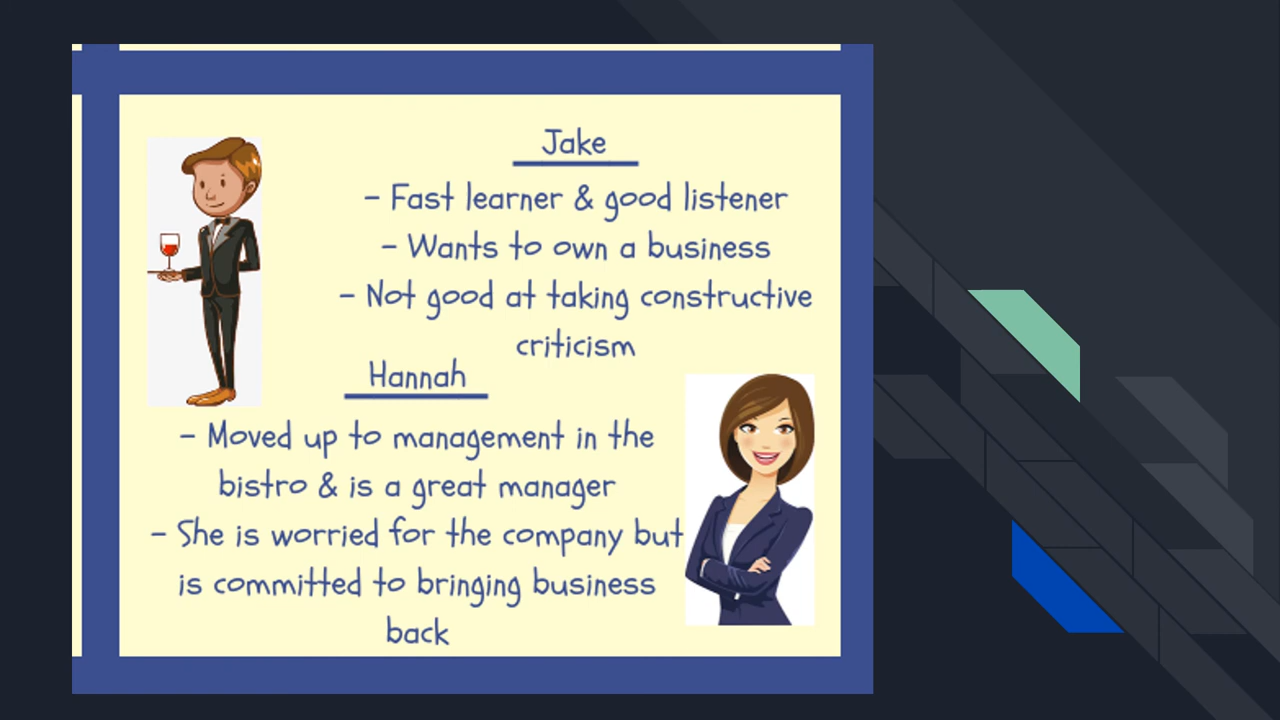 Jake
- Fast learner & good listener
- Wants to own a business
- Not good at taking constructive
criticism
Hannah
- Moved up to management in the
bistro & is a great manager
- She is worried for the company but
is committed to bringing business
back